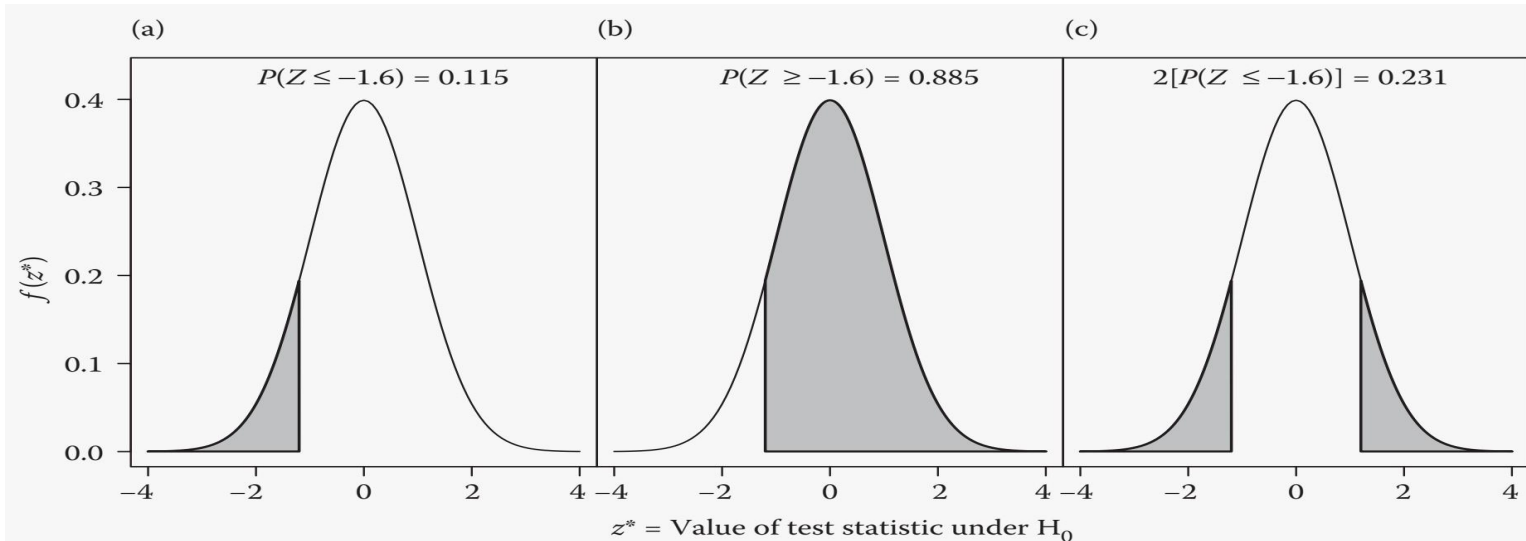 (a) (b) (c)
P(Z ≤ −1.6) = 0.115 P(Z ≥ −1.6) = 0.885 2[P(Z ≤ −1.6)] = 0.231
0.4
0.3
0.2
0.1
0.0
f(z*)
−4 −2 0 2 4 −4 −2 0 2 4 −4 −2 0 2 4
z* = Value of test statistic under H₀